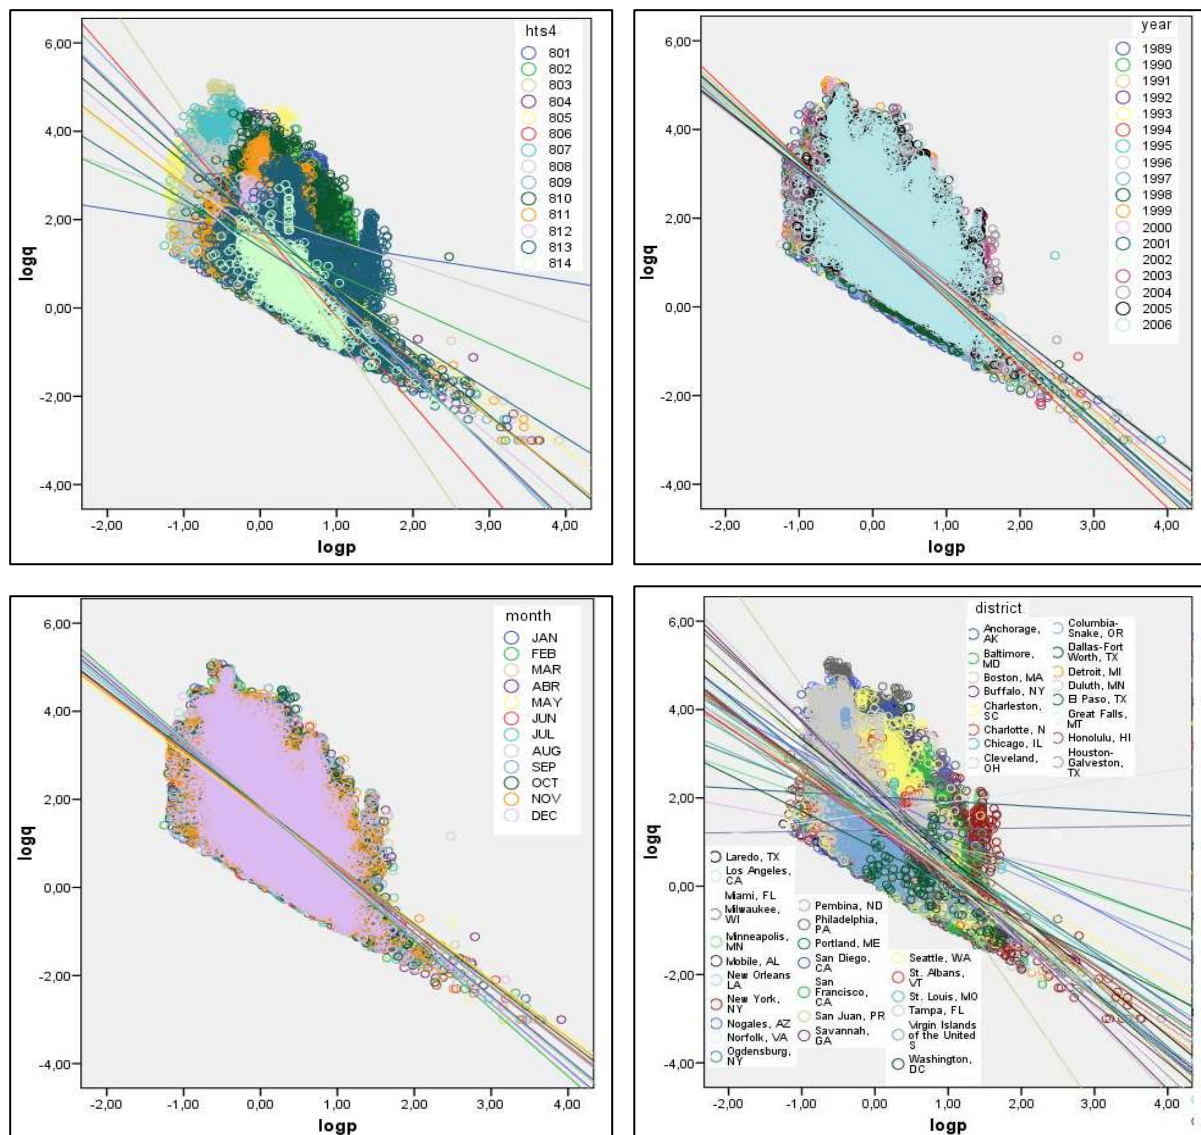 hts4
801
802
803
804
805
806
807
808
809
810
811
812
813
814
6,00
4,00
2,00
0,00
-2,00
-4,00
logq
-2,00 -1,00 0,00 1,00 2,00 3,00 4,00
logp
year
1989
1990
1991
1992
1993
1994
1995
1996
1997
1998
1999
2000
2001
2002
2003
2004
2005
2006
6,00
4,00
2,00
0,00
-2,00
-4,00
logq
-2,00 -1,00 0,00 1,00 2,00 3,00 4,00
logp
month
JAN
FEB
MAR
ABR
MAY
JUN
JUL
AUG
SEP
OCT
NOV
DEC
6,00
4,00
2,00
0,00
-2,00
-4,00
logq
-2,00 -1,00 0,00 1,00 2,00 3,00 4,00
logp
district
Anchorage,
AK
Baltimore,
MD
Boston, MA
Buffalo, NY
Charleston,
SC
Charlotte, N
Chicago, IL
Cleveland,
OH
Columbia-
Snake, OR
Dallas-Fort
Worth, TX
Detroit, MI
Duluth, MN
El Paso, TX
Great Falls,
MT
Honolulu, HI
Houston-
Galveston,
TX
Laredo, TX
Los Angeles,
CA
Miami, FL
Milwaukee,
WI
Minneapolis,
MN
Mobile, AL
New Orleans
LA
New York,
NY
Nogales, AZ
Norfolk, VA
Ogdensburg,
NY
Pembina, ND
Philadelphia,
PA
Portland, ME
San Diego,
CA
San
Francisco,
CA
San Juan, PR
Savannah,
GA
Seattle, WA
St. Albans,
VT
St. Louis, MO
Tampa, FL
Virgin Islands
of the United
S
Washington,
DC
6,00
4,00
2,00
0,00
-2,00
-4,00
logq
-2,00 -1,00 0,00 1,00 2,00 3,00 4,00
logp